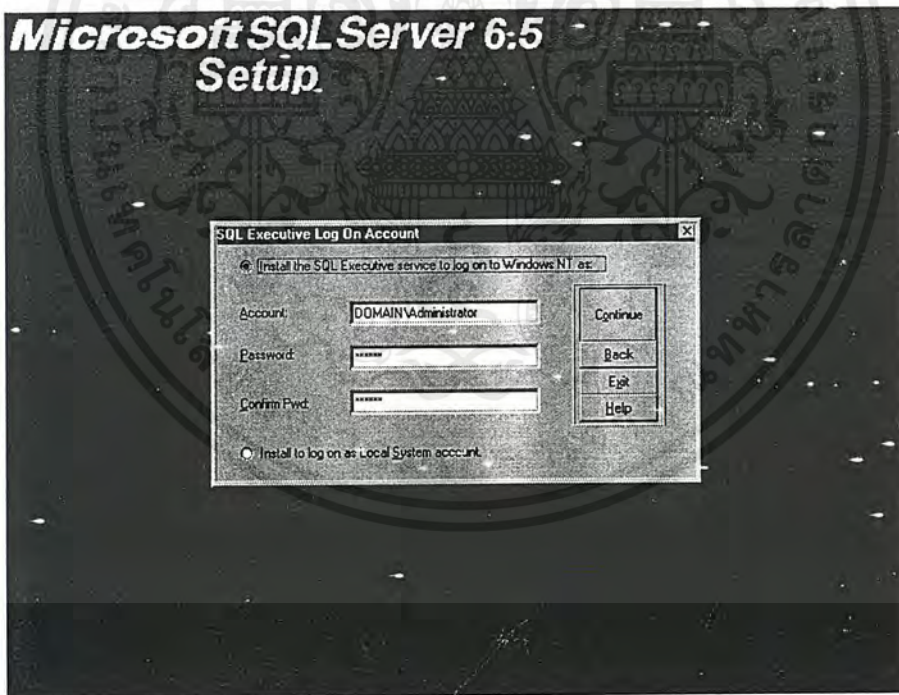 Microsoft SQL Server 6.5
Setup
SQL Executive Log On Account
Install the SQL Executive service to log on to Windows NT as:
Account:
DOMAIN\Administrator
Continue
Password:
******
Back
Exit
Confirm Pwd:
******
Help
Install to log on as Local System account.